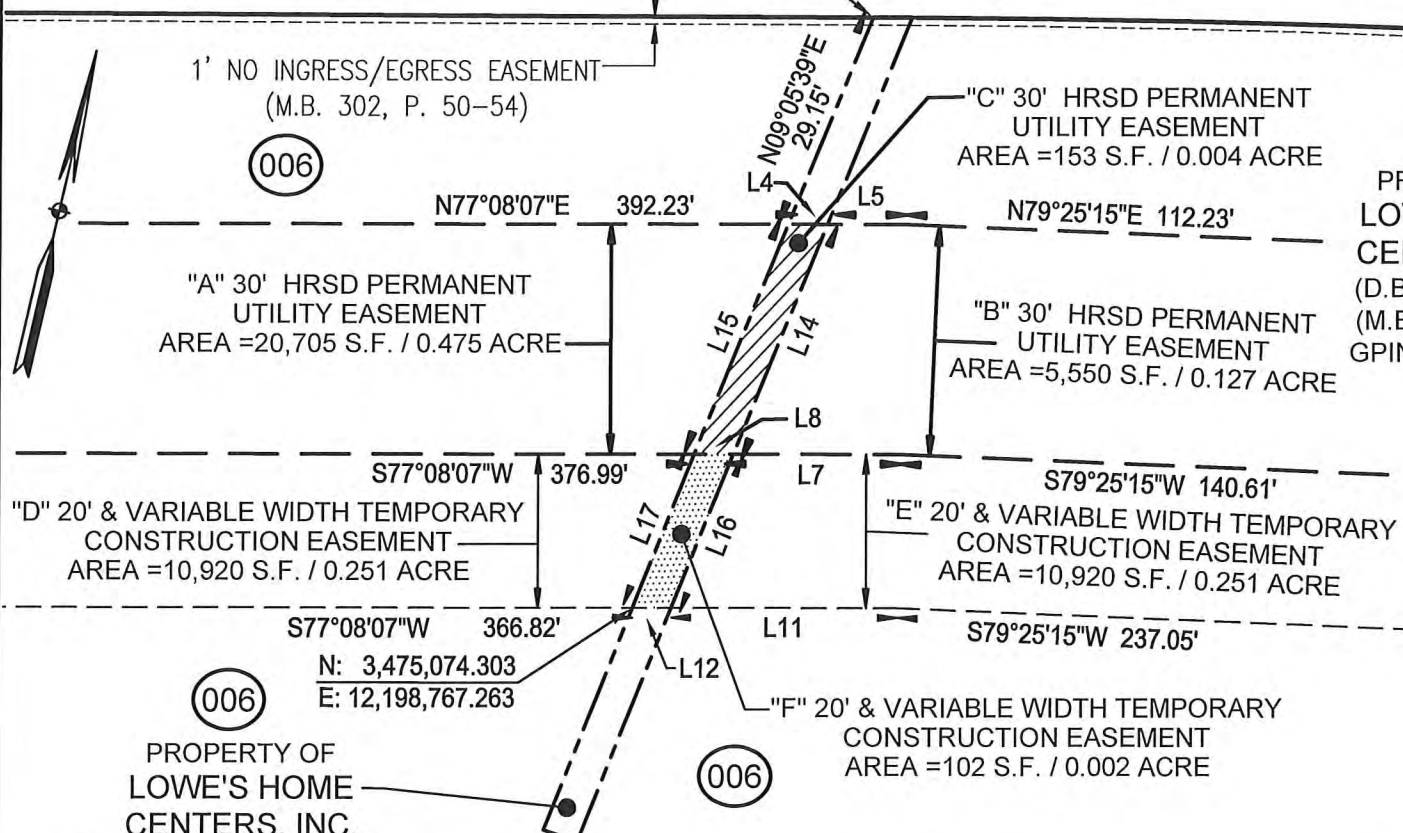 1' NO INGRESS/EGRESS EASEMENT
(M.B. 302, P. 50-54)
006
N09°05'39"E
29.15'
"C" 30' HRSD PERMANENT
UTILITY EASEMENT
AREA =153 S.F. / 0.004 ACRE
L4
L5
N77°08'07"E 392.23'
N79°25'15"E 112.23'
PR
LOW
CEN
(D.B
(M.B
GPIN
"A" 30' HRSD PERMANENT
UTILITY EASEMENT
AREA =20,705 S.F. / 0.475 ACRE
L15
L14
"B" 30' HRSD PERMANENT
UTILITY EASEMENT
AREA =5,550 S.F. / 0.127 ACRE
L8
S77°08'07"W 376.99'
L7
S79°25'15"W 140.61'
"D" 20' & VARIABLE WIDTH TEMPORARY
CONSTRUCTION EASEMENT
AREA =10,920 S.F. / 0.251 ACRE
L17
L16
"E" 20' & VARIABLE WIDTH TEMPORARY
CONSTRUCTION EASEMENT
AREA =10,920 S.F. / 0.251 ACRE
S77°08'07"W 366.82'
L11
S79°25'15"W 237.05'
N: 3,475,074.303
E: 12,198,767.263
L12
006
"F" 20' & VARIABLE WIDTH TEMPORARY
CONSTRUCTION EASEMENT
AREA =102 S.F. / 0.002 ACRE
006
PROPERTY OF
LOWE'S HOME
CENTERS, INC.